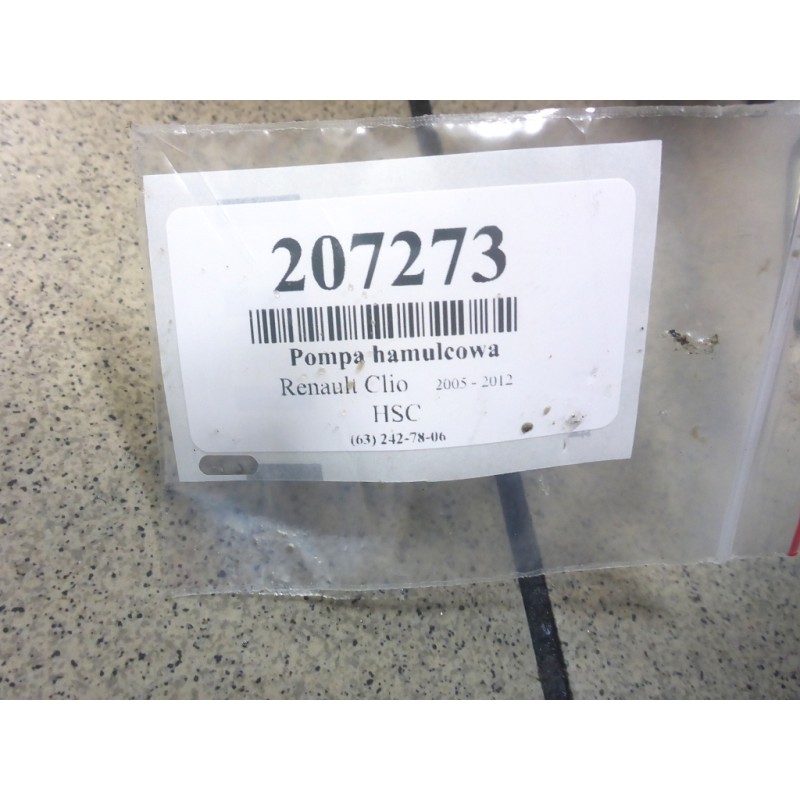 207273
Pompa hamulcowa
Renault Clio 2005 - 2012
HSC
(63) 242-78-06